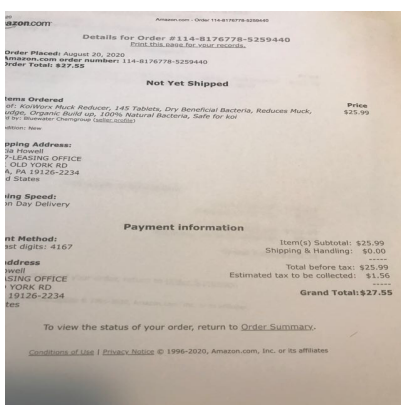 Amazon.com - Order 114-8176778-5259440
azon.com
Details for Order #114-8176778-5259440
Print this page for your records.
Order Placed: August 20, 2020
Amazon.com order number: 114-8176778-5259440
Order Total: $27.55
Not Yet Shipped
tems Ordered Price
of: KoiWorx Muck Reducer, 145 Tablets, Dry Beneficial Bacteria, Reduces Muck, $25.99
udge, Organic Build up, 100% Natural Bacteria, Safe for koi
d by: Bluewater Chemgroup (seller profile)
ndition: New
pping Address:
ia Howell
7-LEASING OFFICE
OLD YORK RD
A, PA 19126-2234
d States
ing Speed:
on Day Delivery
Payment information
nt Method: Item(s) Subtotal: $25.99
ast digits: 4167 Shipping & Handling: $0.00
-----
ddress Total before tax: $25.99
owell Estimated tax to be collected: $1.56
ASING OFFICE -----
YORK RD Grand Total:$27.55
19126-2234
tes
To view the status of your order, return to Order Summary.
Conditions of Use | Privacy Notice © 1996-2020, Amazon.com, Inc. or its affiliates